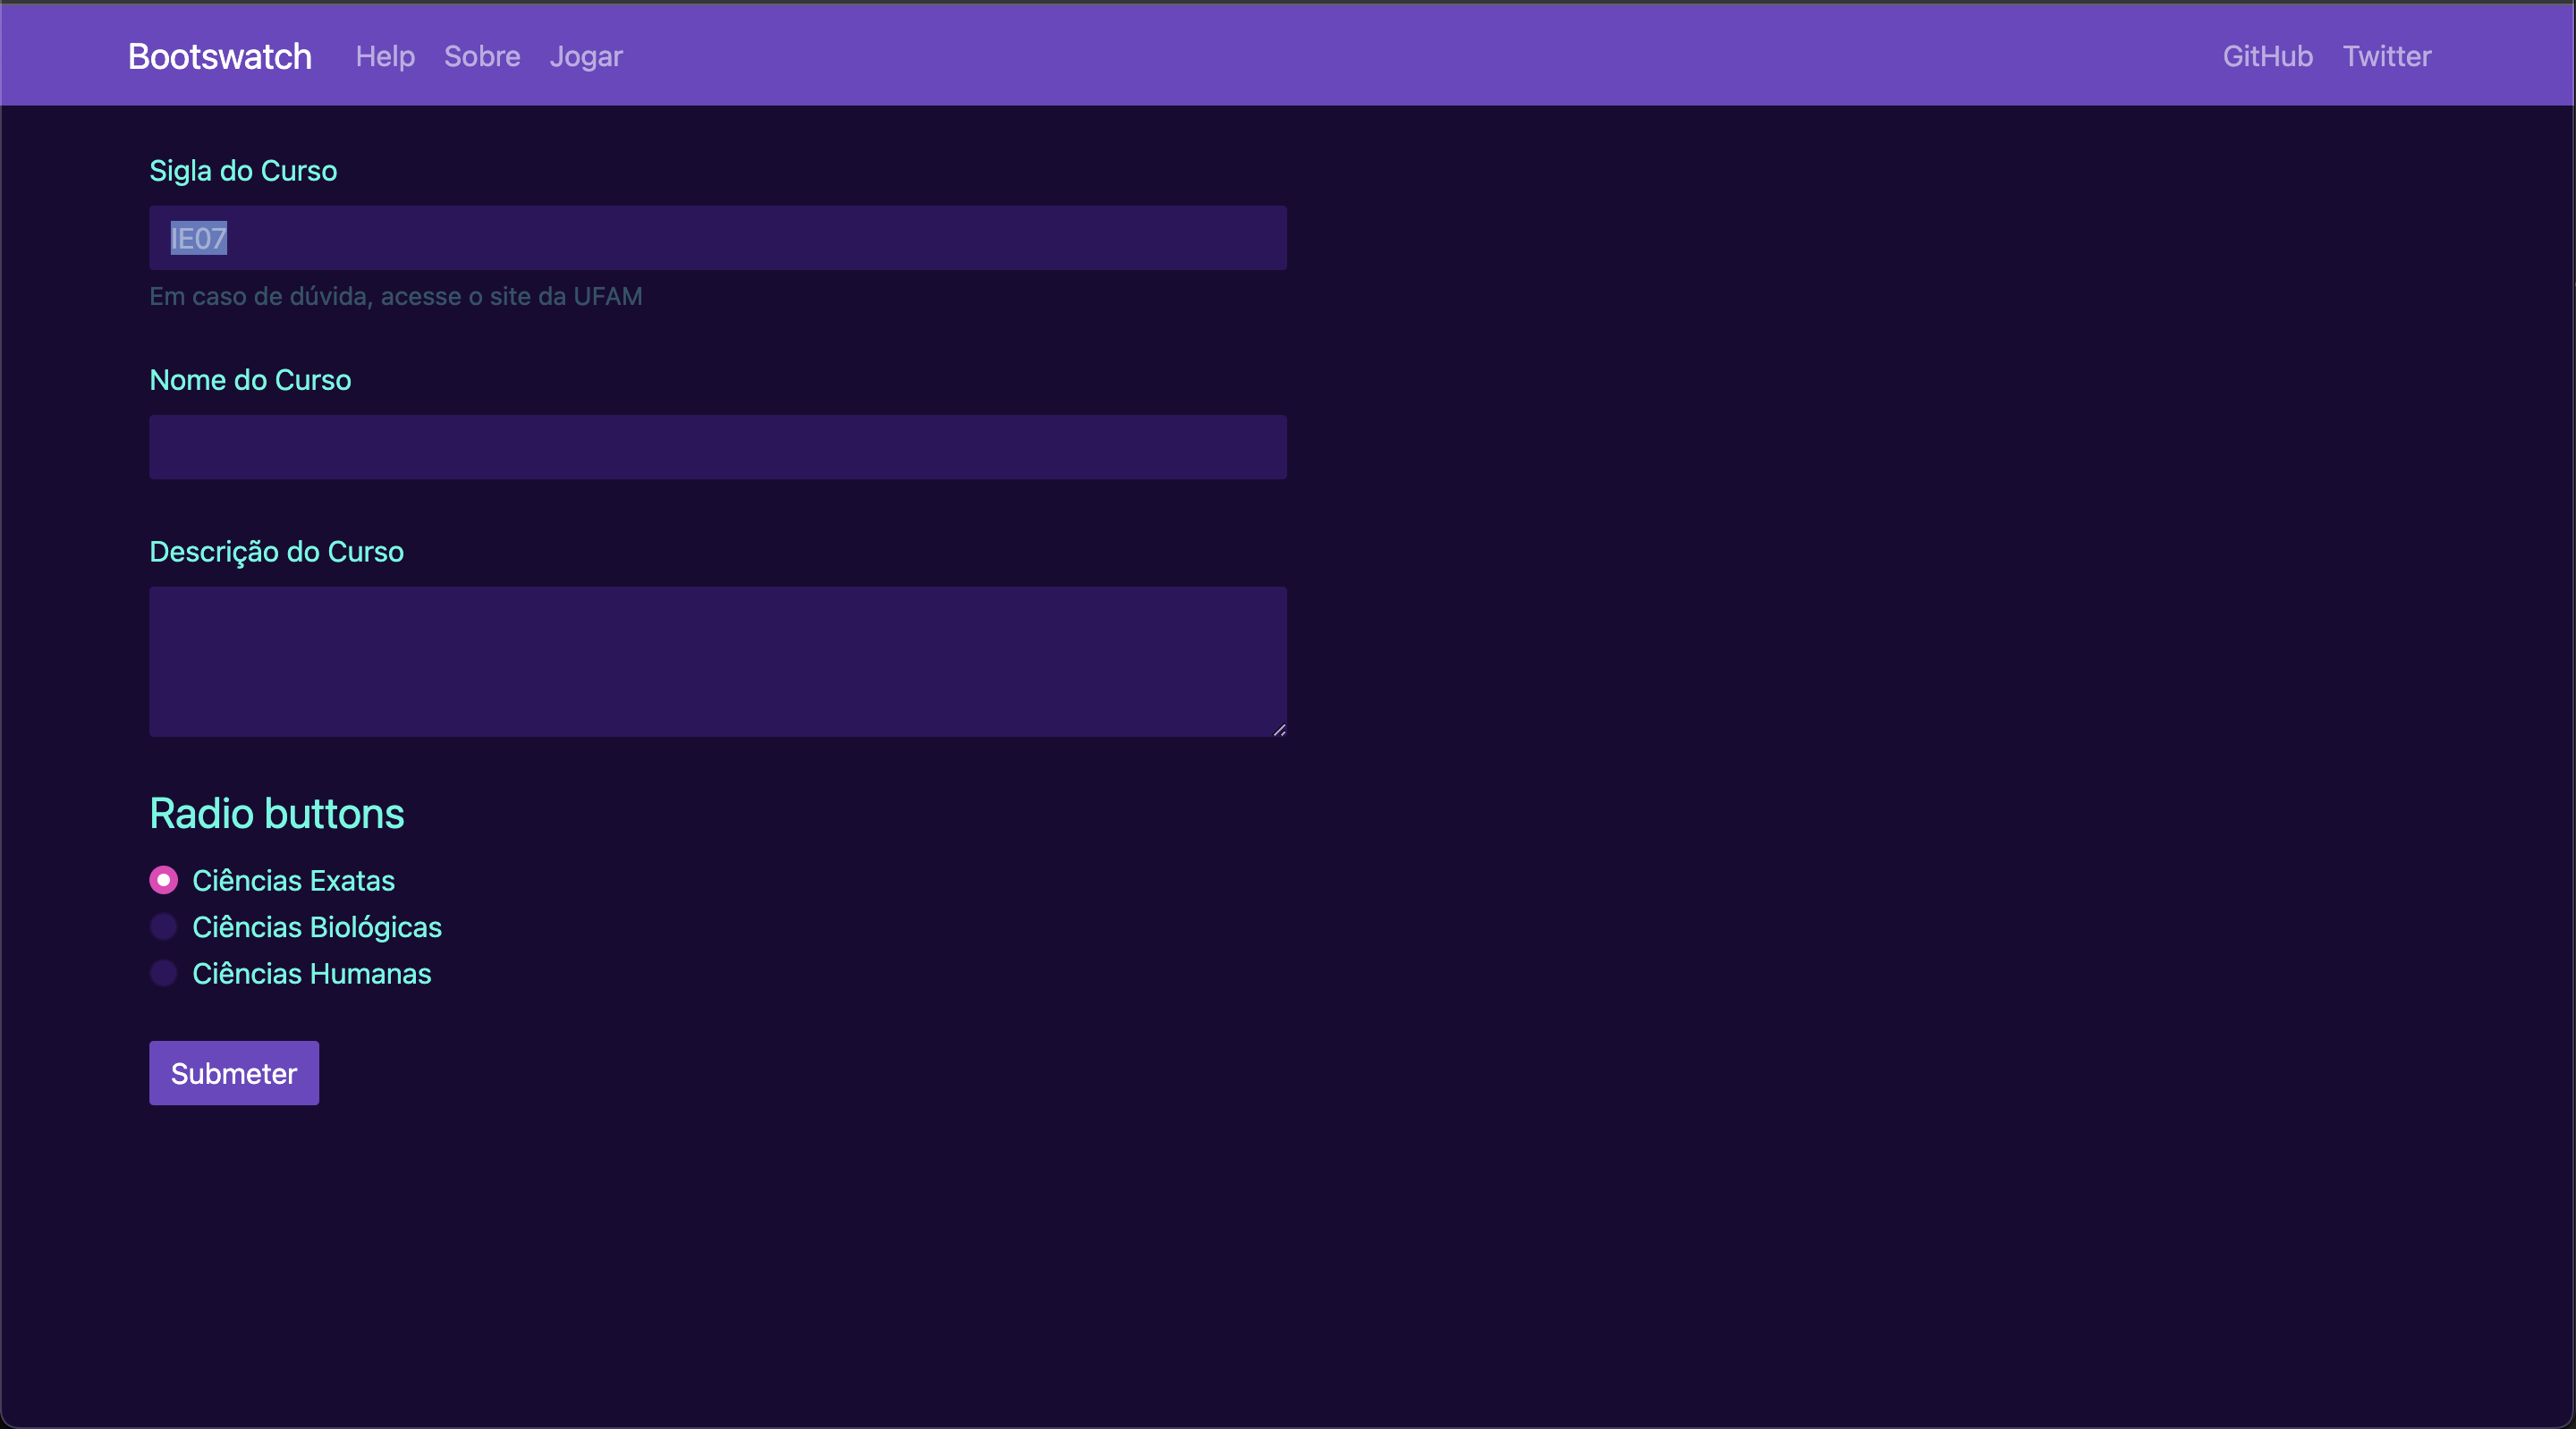 Bootswatch Help Sobre Jogar GitHub Twitter
Sigla do Curso
IE07
Em caso de dúvida, acesse o site da UFAM
Nome do Curso
Descrição do Curso
Radio buttons
Ciências Exatas
Ciências Biológicas
Ciências Humanas
Submeter